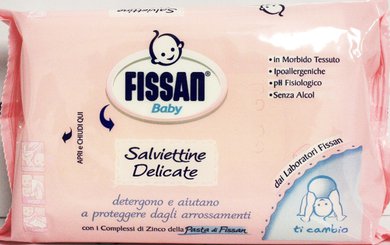 FISSAN®
Baby
• in Morbido Tessuto
• Ipoallergeniche
• pH Fisiologico
• Senza Alcol
APRI e CHIUDI QUI
Salviettine
Delicate
detergono e aiutano
a proteggere dagli arrossamenti
con i Complessi di Zinco della Pasta di Fissan
dai Laboratori Fissan
ti cambio